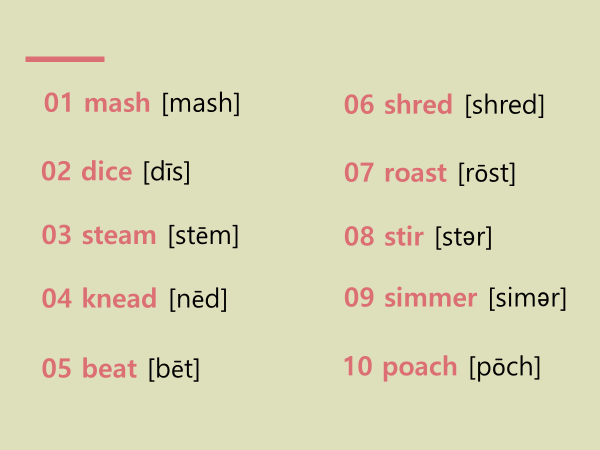 01 mash [mash]
02 dice [dīs]
03 steam [stēm]
04 knead [nēd]
05 beat [bēt]
06 shred [shred]
07 roast [rōst]
08 stir [stər]
09 simmer [simər]
10 poach [pōch]